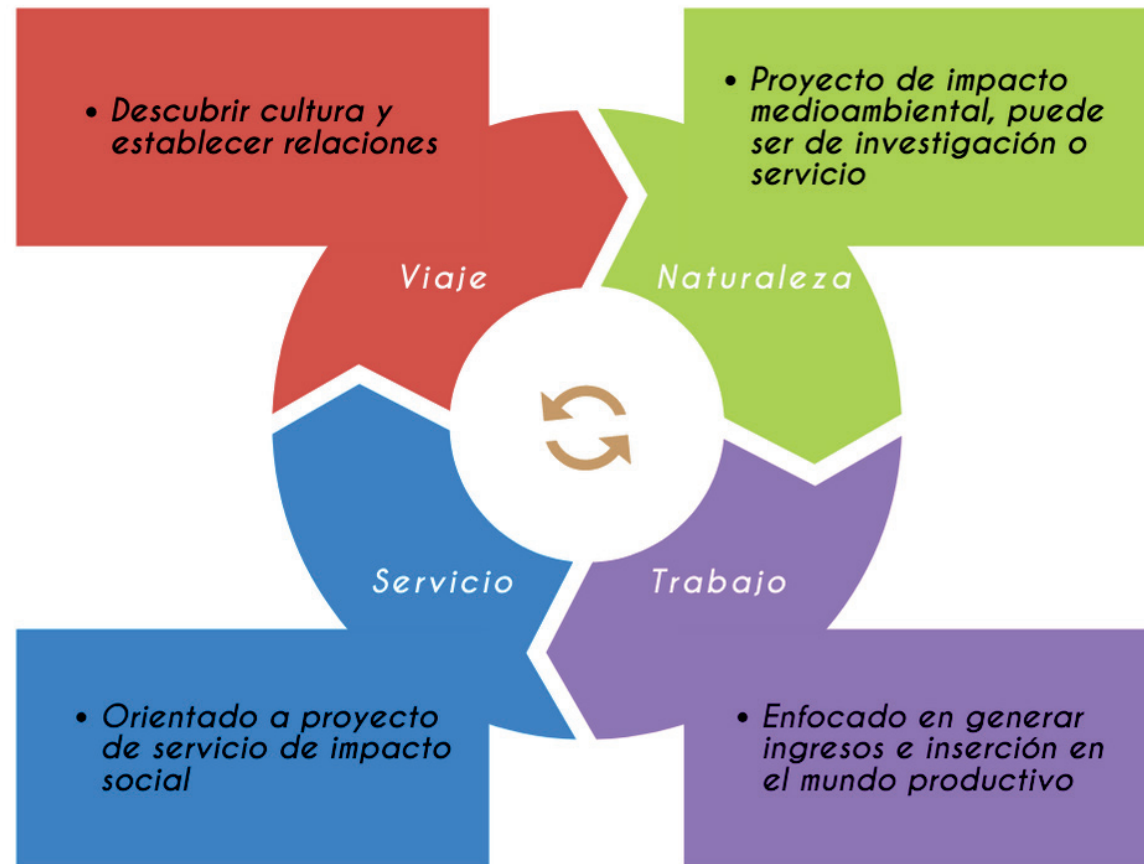 • Descubrir cultura y
establecer relaciones
• Proyecto de impacto
medioambiental, puede
ser de investigación o
servicio
Viaje
Naturaleza
Servicio
Trabajo
• Orientado a proyecto
de servicio de impacto
social
• Enfocado en generar
ingresos e inserción en
el mundo productivo